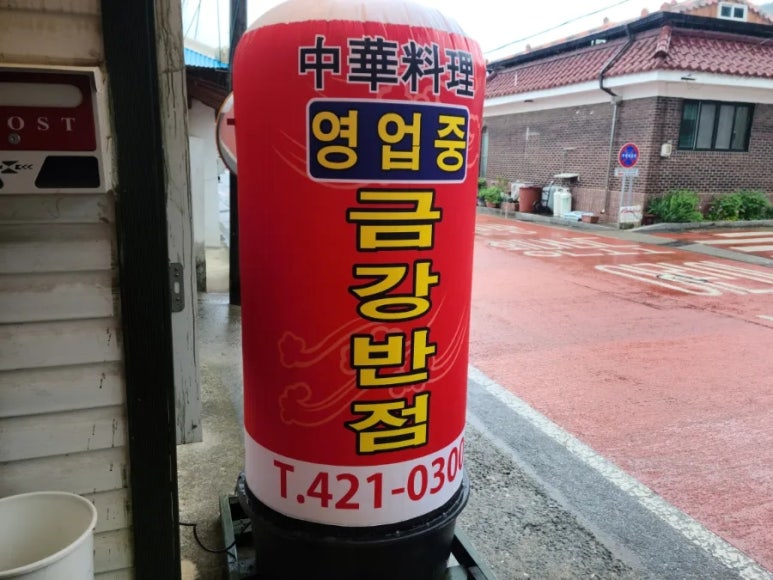 中華料理
영업중
금강반점
T.421-0300
OST